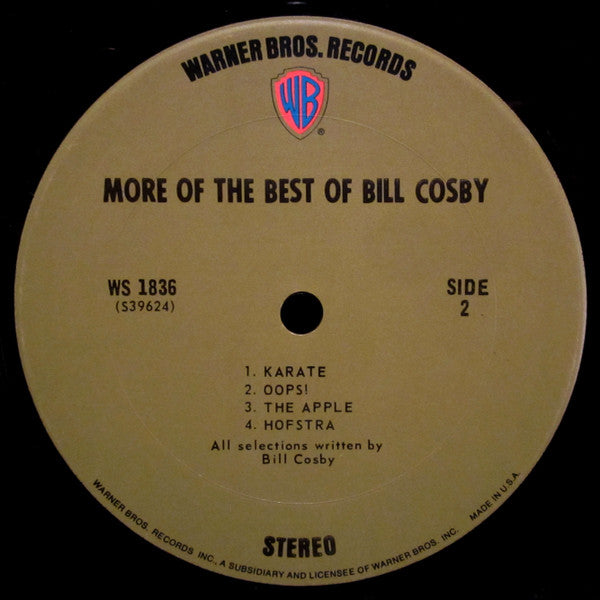 WARNER BROS. RECORDS
WB
®
MORE OF THE BEST OF BILL COSBY
WS 1836
(S39624)
SIDE
2
1. KARATE
2. OOPS!
3. THE APPLE
4. HOFSTRA
All selections written by
Bill Cosby
STEREO
WARNER BROS. RECORDS INC., A SUBSIDIARY AND LICENSEE OF WARNER BROS. INC. MADE IN U.S.A.